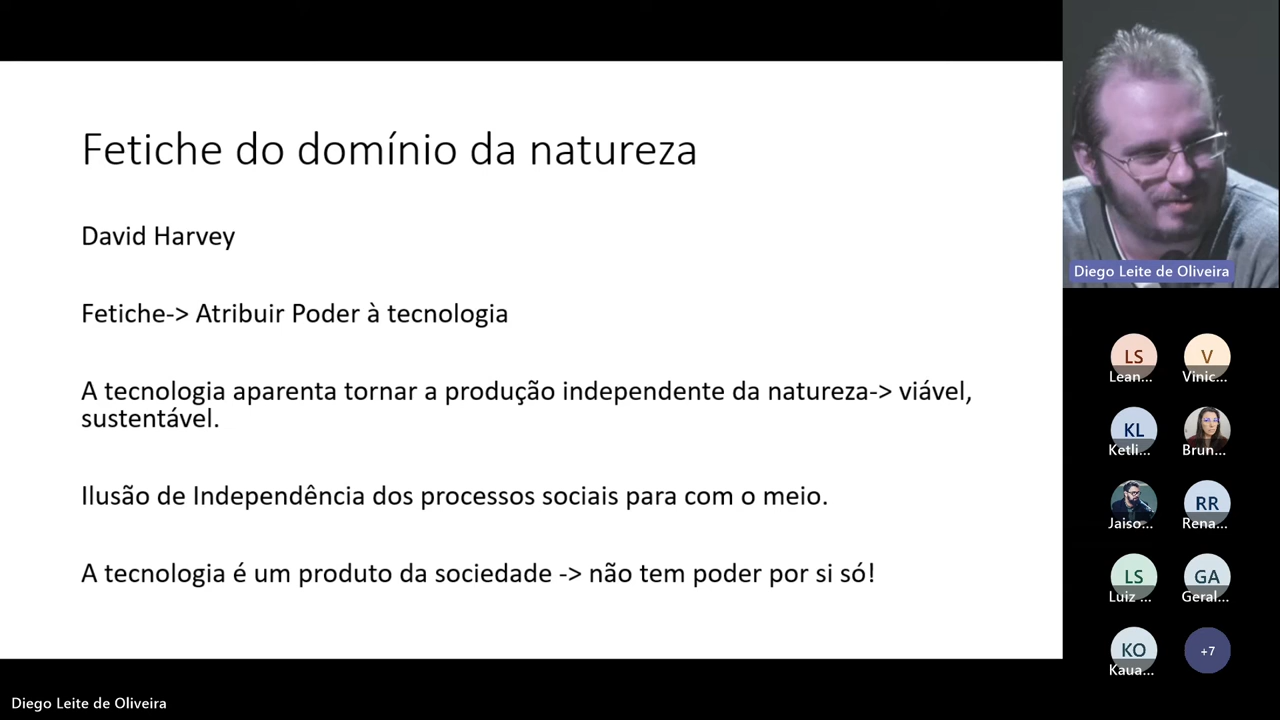 Fetiche do domínio da natureza
David Harvey
Fetiche-> Atribuir Poder à tecnologia
A tecnologia aparenta tornar a produção independente da natureza-> viável,
sustentável.
Ilusão de Independência dos processos sociais para com o meio.
A tecnologia é um produto da sociedade -> não tem poder por si só!
Diego Leite de Oliveira
LS
V
Lean...
Vinic...
KL
Ketli...
Brun...
RR
Jaiso...
Rena...
LS
GA
Luiz ...
Geral...
KO
+7
Kaua...
Diego Leite de Oliveira